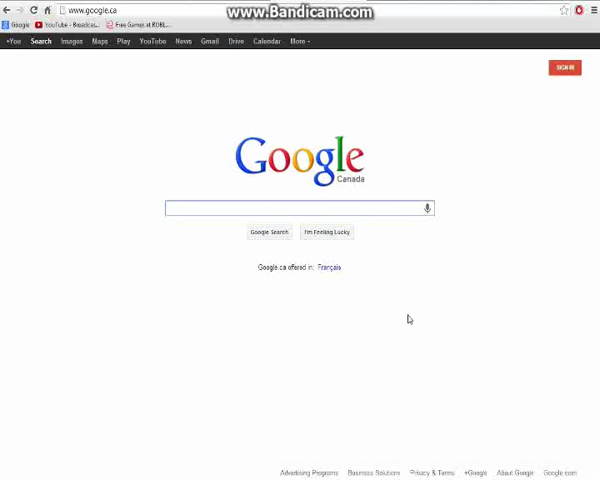 www.Bandicam.com
www.google.ca
Google YouTube - Broadcas... Free Games at ROBL...
+You Search Images Maps Play YouTube News Gmail Drive Calendar More
SIGN IN
Google
Canada
Google Search I'm Feeling Lucky
Google.ca offered in: Français
Advertising Programs Business Solutions Privacy & Terms +Google About Google Google.com